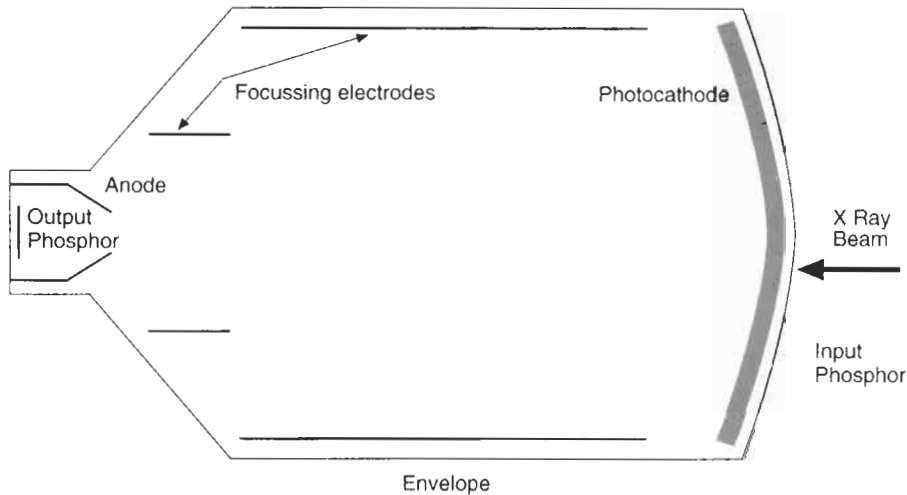 Focussing electrodes
Photocathode
Anode
Output
Phosphor
X Ray
Beam
Input
Phosphor
Envelope